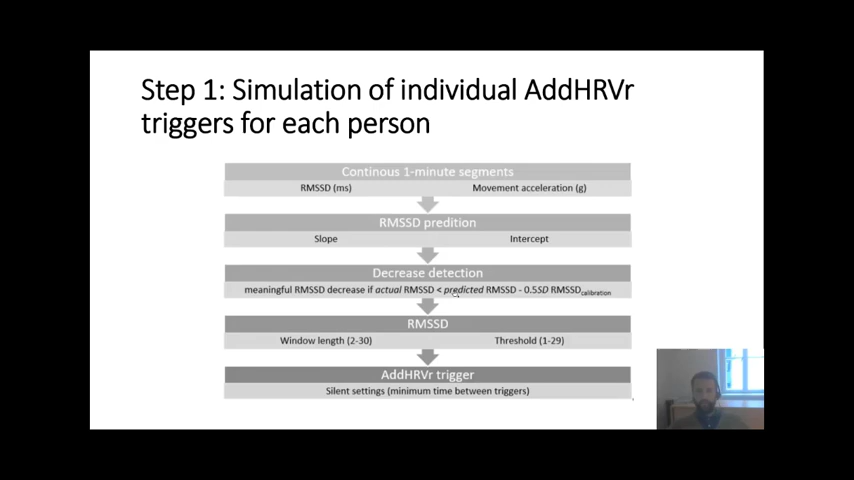 Step 1: Simulation of individual AddHRVr
triggers for each person
Continous 1-minute segments
RMSSD (ms) Movement acceleration (g)
RMSSD predition
Slope Intercept
Decrease detection
meaningful RMSSD decrease if actual RMSSD < predicted RMSSD - 0.5SD RMSSDcalibration
RMSSD
Window length (2-30) Threshold (1-29)
AddHRVr trigger
Silent settings (minimum time between triggers)